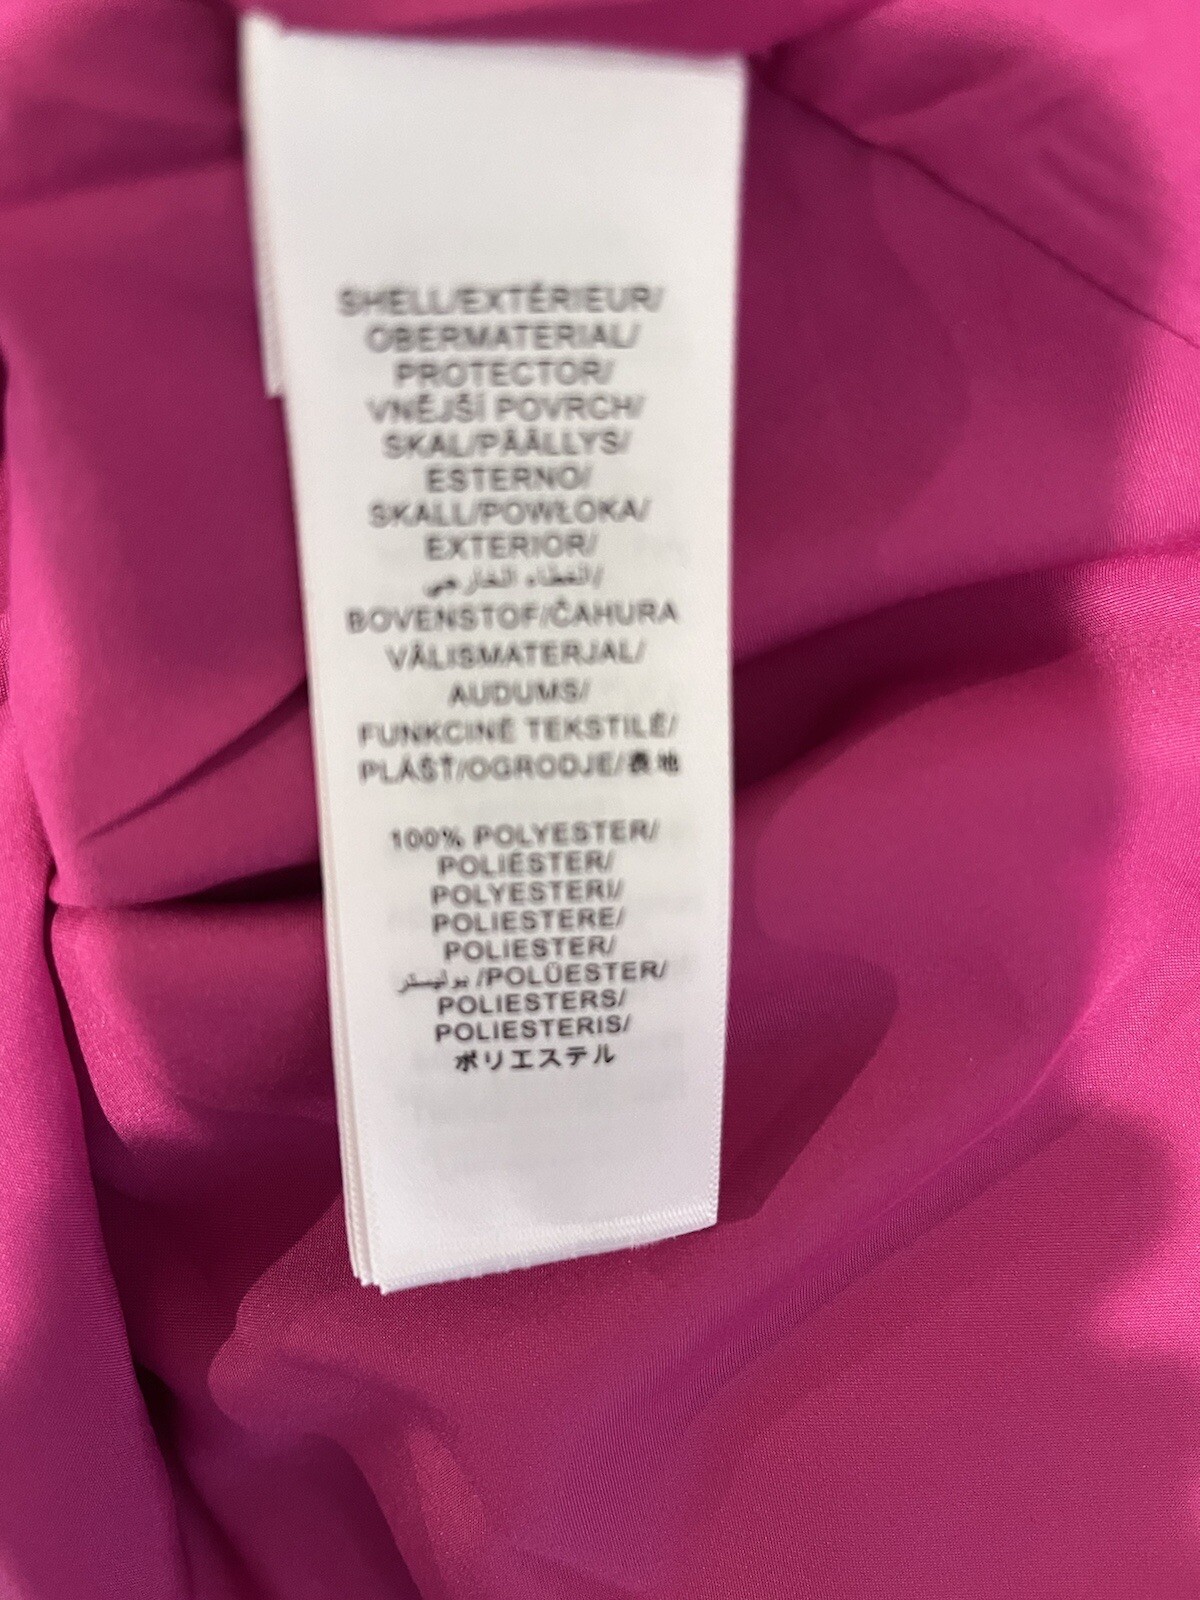 SHELL/EXTÉRIEUR/
OBERMATERIAL/
PROTECTOR/
VNĚJŠÍ POVRCH/
SKAL/PÄÄLLYS/
ESTERNO/
SKALL/POWŁOKA/
EXTERIOR/
الغطاء الخارجي/
BOVENSTOF/ČAHURA
VÄLISMATERJAL/
AUDUMS/
FUNKCINĖ TEKSTILĖ/
PLÁŠŤ/OGRODJE/表地
100% POLYESTER/
POLIÉSTER/
POLYESTERI/
POLIESTERE/
POLIESTER/
بوليستر /POLÜESTER/
POLIESTERS/
POLIESTERIS/
ポリエステル